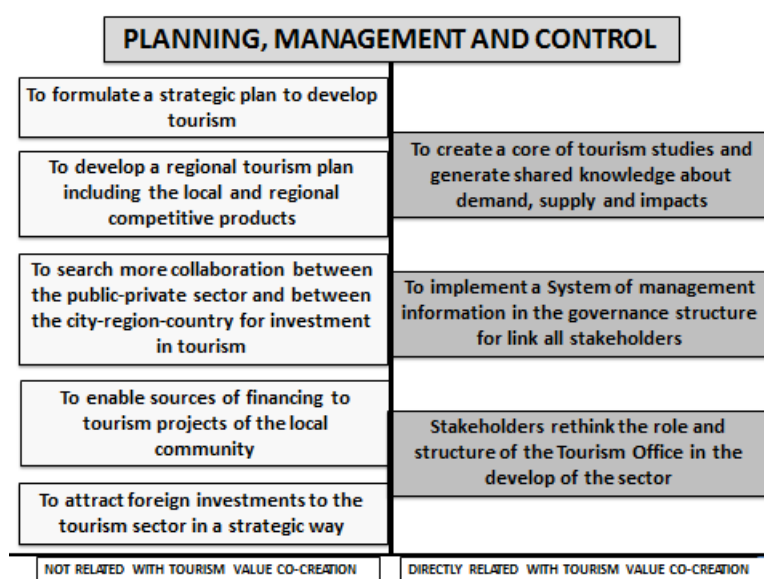 PLANNING, MANAGEMENT AND CONTROL
To formulate a strategic plan to develop
tourism
To develop a regional tourism plan
including the local and regional
competitive products
To search more collaboration between
the public-private sector and between
the city-region-country for investment
in tourism
To enable sources of financing to
tourism projects of the local
community
To attract foreign investments to the
tourism sector in a strategic way
NOT RELATED WITH TOURISM VALUE CO-CREATION
To create a core of tourism studies and
generate shared knowledge about
demand, supply and impacts
To implement a System of management
information in the governance structure
for link all stakeholders
Stakeholders rethink the role and
structure of the Tourism Office in the
develop of the sector
DIRECTLY RELATED WITH TOURISM VALUE CO-CREATION